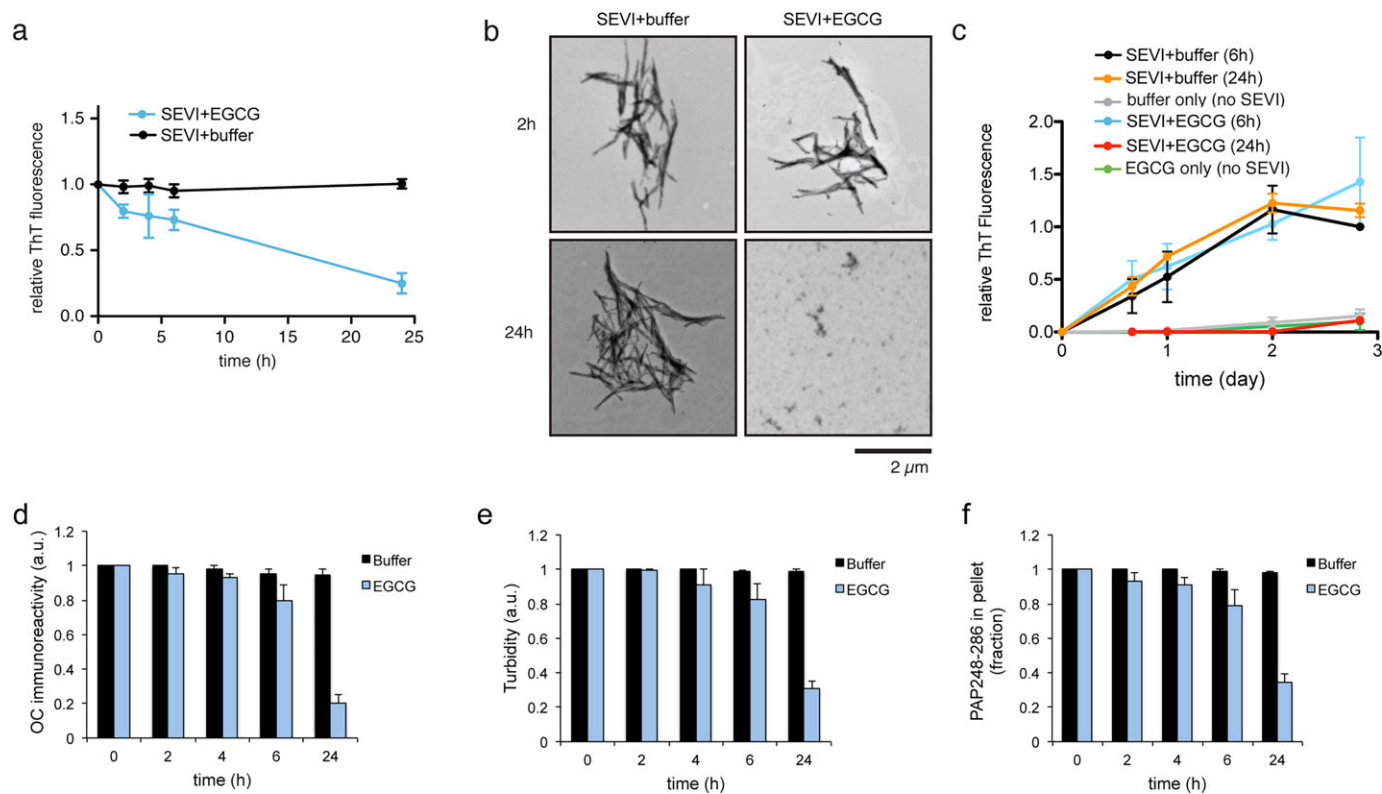 a
SEVI+EGCG
SEVI+buffer
relative ThT fluorescence
1.5
1.0
0.5
0.0
0 5 10 15 20 25
time (h)
b
SEVI+buffer SEVI+EGCG
2h
24h
2 µm
c
SEVI+buffer (6h)
SEVI+buffer (24h)
buffer only (no SEVI)
SEVI+EGCG (6h)
SEVI+EGCG (24h)
EGCG only (no SEVI)
relative ThT Fluorescence
2.0
1.5
1.0
0.5
0.0
0 1 2 3
time (day)
d
OC immunoreactivity (a.u.)
1.2
1
0.8
0.6
0.4
0.2
0
0 2 4 6 24
time (h)
Buffer
EGCG
e
Turbidity (a.u.)
1.2
1
0.8
0.6
0.4
0.2
0
0 2 4 6 24
time (h)
Buffer
EGCG
f
PAP248-286 in pellet
(fraction)
1.2
1
0.8
0.6
0.4
0.2
0
0 2 4 6 24
time (h)
Buffer
EGCG